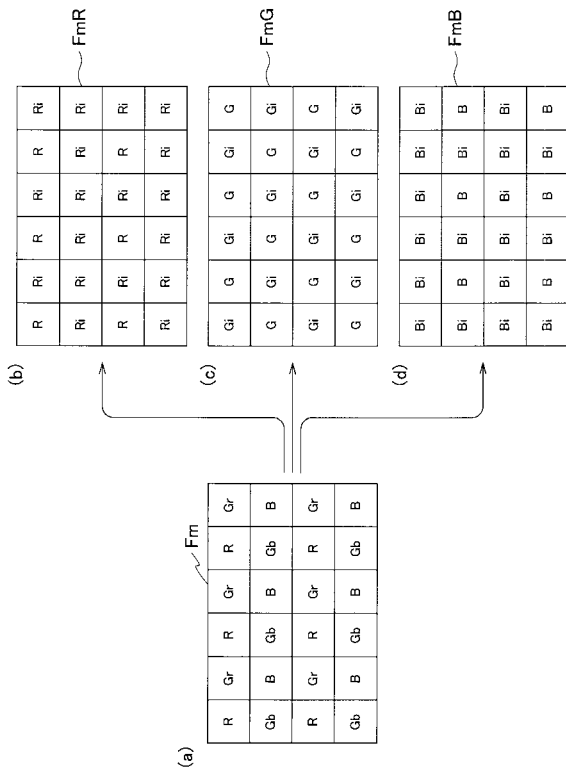 (a)
Fm
R Gr R Gr R Gr
Gb B Gb B Gb B
R Gr R Gr R Gr
Gb B Gb B Gb B
(b)
FmR
R Ri R Ri R Ri
Ri Ri Ri Ri Ri Ri
R Ri R Ri R Ri
Ri Ri Ri Ri Ri Ri
(c)
FmG
Gi G Gi G Gi G
G Gi G Gi G Gi
Gi G Gi G Gi G
G Gi G Gi G Gi
(d)
FmB
Bi Bi Bi Bi Bi Bi
Bi B Bi B Bi B
Bi Bi Bi Bi Bi Bi
Bi B Bi B Bi B